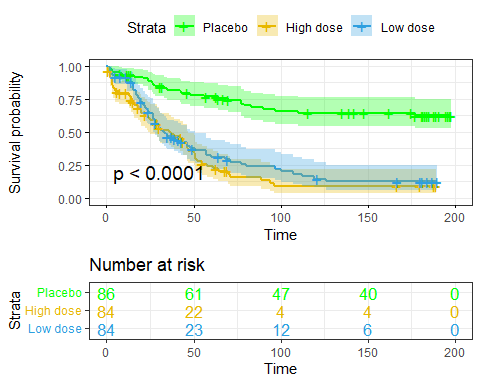 Strata Placebo High dose Low dose
Survival probability
1.00
0.75
0.50
0.25
0.00
p < 0.0001
0 50 100 150 200
Time
Number at risk
Strata
Placebo 86 61 47 40 0
High dose 84 22 4 4 0
Low dose 84 23 12 6 0
0 50 100 150 200
Time